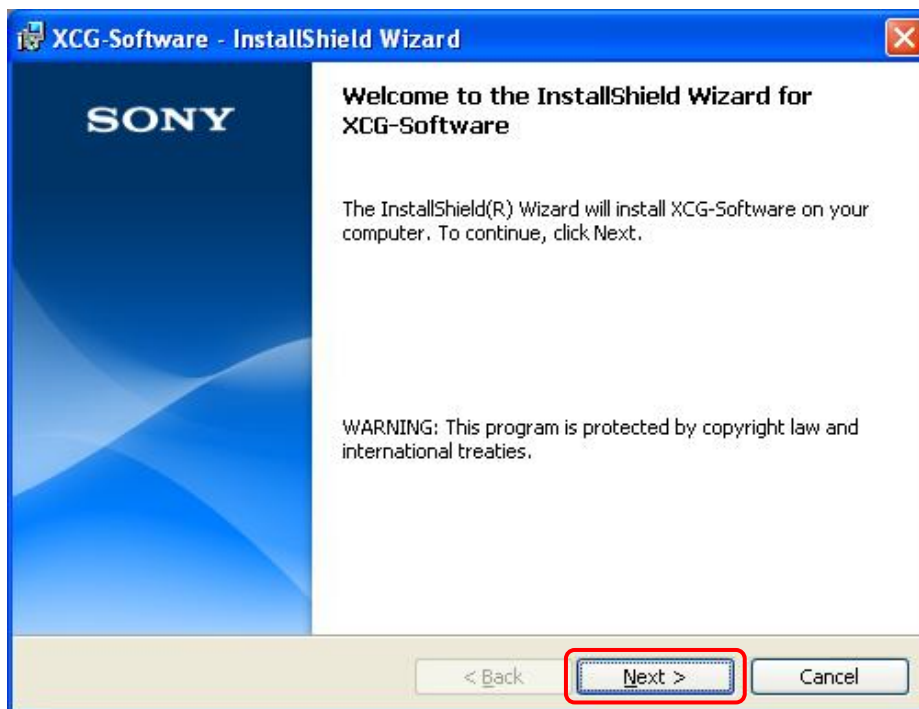 XCG-Software - InstallShield Wizard
SONY
Welcome to the InstallShield Wizard for
XCG-Software
The InstallShield(R) Wizard will install XCG-Software on your
computer. To continue, click Next.
WARNING: This program is protected by copyright law and
international treaties.
< Back
Next >
Cancel